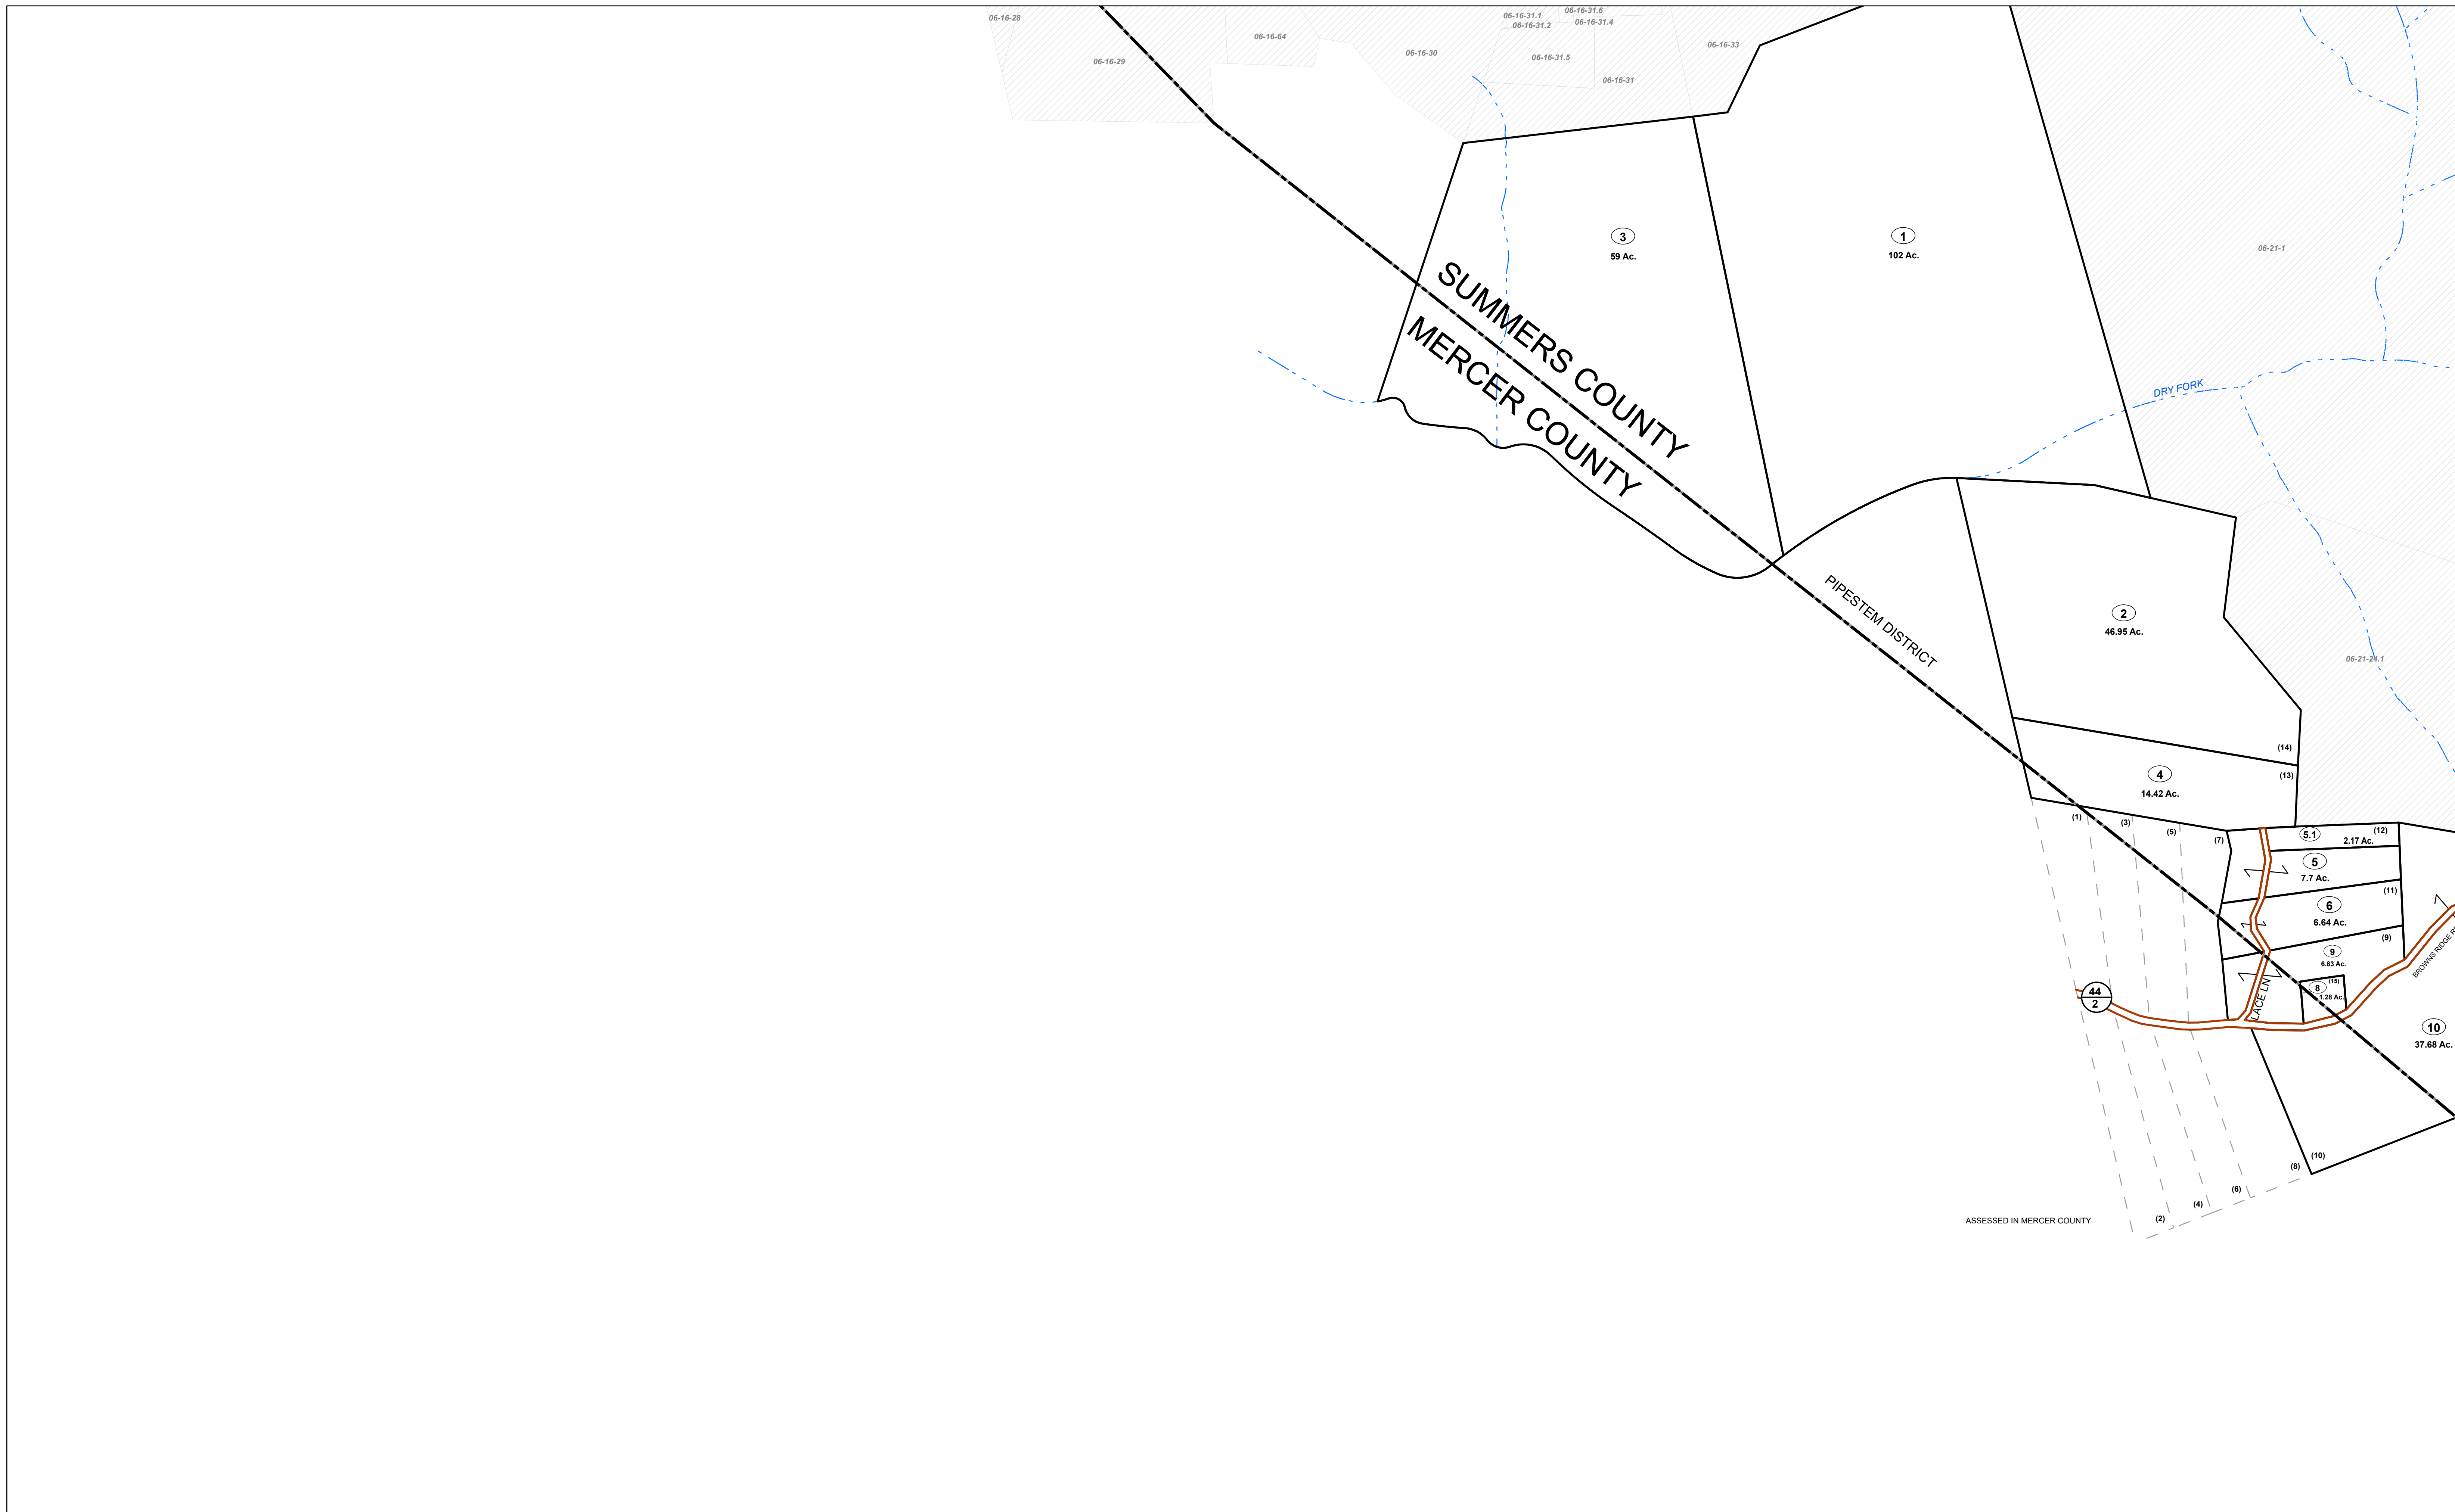 06-16-28
06-16-31.1
06-16-31.6
06-16-31.2
06-16-31.4
06-16-64
06-16-33
06-16-30
06-16-31.5
06-16-29
06-16-31
3
59 Ac.
1
102 Ac.
06-21-1
SUMMERS COUNTY
MERCER COUNTY
DRY FORK
PIPESTEM DISTRICT
2
46.95 Ac.
06-21-24.1
(14)
4
14.42 Ac.
(13)
(1)
(3)
(5)
(7)
5.1
2.17 Ac.
(12)
5
7.7 Ac.
(11)
6
6.64 Ac.
(9)
9
6.83 Ac.
BROWNS RIDGE
(15)
8
1.28 Ac.
LACE LN
44
2
10
37.68 Ac.
(10)
(8)
(6)
(4)
(2)
ASSESSED IN MERCER COUNTY